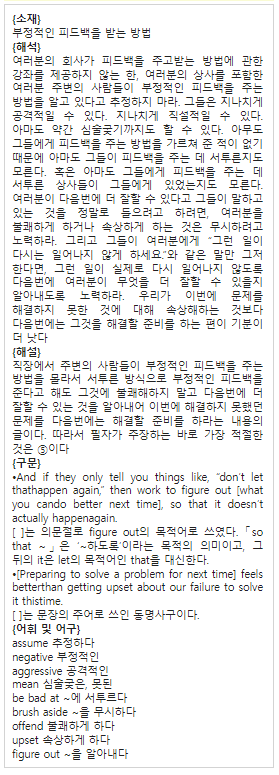 {소재}
부정적인 피드백을 받는 방법
{해석}
여러분의 회사가 피드백을 주고받는 방법에 관한
강좌를 제공하지 않는 한, 여러분의 상사를 포함한
여러분 주변의 사람들이 부정적인 피드백을 주는
방법을 알고 있다고 추정하지 마라. 그들은 지나치게
공격적일 수 있다. 지나치게 직설적일 수 있다.
아마도 약간 심술궂기까지도 할 수 있다. 아무도
그들에게 피드백을 주는 방법을 가르쳐 준 적이 없기
때문에 아마도 그들이 피드백을 주는 데 서투른지도
모른다. 혹은 아마도 그들에게 피드백을 주는 데
서투른 상사들이 그들에게 있었는지도 모른다.
여러분이 다음번에 더 잘할 수 있다고 그들이 말하고
있는 것을 정말로 들으려고 하려면, 여러분을
불쾌하게 하거나 속상하게 하는 것은 무시하려고
노력하라. 그리고 그들이 여러분에게 “그런 일이
다시는 일어나지 않게 하세요,”와 같은 말만 그저
한다면, 그런 일이 실제로 다시 일어나지 않도록
다음번에 여러분이 무엇을 더 잘할 수 있을지
알아내도록 노력하라. 우리가 이번에 문제를
해결하지 못한 것에 대해 속상해하는 것보다
다음번에는 그것을 해결할 준비를 하는 편이 기분이
더 낫다
{해설}
직장에서 주변의 사람들이 부정적인 피드백을 주는
방법을 몰라서 서투른 방식으로 부정적인 피드백을
준다고 해도 그것에 불쾌해하지 말고 다음번에 더
잘할 수 있는 것을 알아내어 이번에 해결하지 못했던
문제를 다음번에는 해결할 준비를 하라는 내용의
글이다. 따라서 필자가 주장하는 바로 가장 적절한
것은 ⑤이다
{구문}
•And if they only tell you things like, “don’t let
thathappen again,” then work to figure out [what
you cando better next time], so that it doesn’t
actually happenagain.
[ ]는 의문절로 figure out의 목적어로 쓰였다.「so
that ~」은 ‘~하도록’이라는 목적의 의미이고, 그
뒤의 it은 let의 목적어인 that을 대신한다.
•[Preparing to solve a problem for next time] feels
betterthan getting upset about our failure to solve
it thistime.
[ ]는 문장의 주어로 쓰인 동명사구이다.
{어휘 및 어구}
assume 추정하다
negative 부정적인
aggressive 공격적인
mean 심술궂은, 못된
be bad at ~에 서투르다
brush aside ~을 무시하다
offend 불쾌하게 하다
upset 속상하게 하다
figure out ~을 알아내다